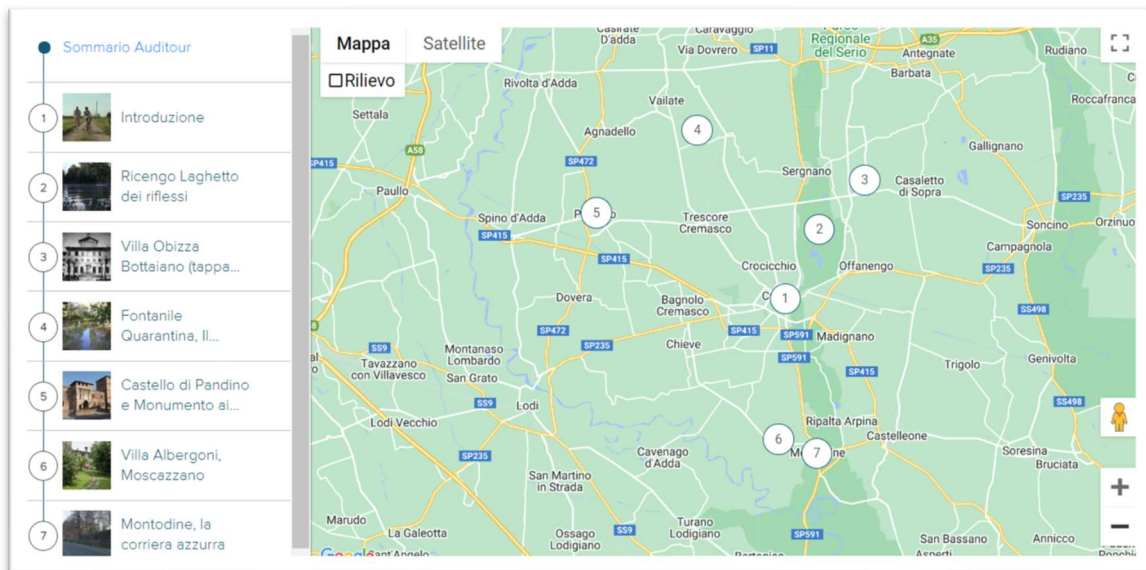 Sommario Auditour
1
Introduzione
2
Ricengo Laghetto
dei riflessi
3
Villa Obizza
Bottaiano (tappa...
4
Fontanile
Quarantina, Il...
5
Castello di Pandino
e Monumento ai...
6
Villa Albergoni,
Moscazzano
7
Montodine, la
corriera azzurra
Mappa
Satellite
Rilievo
Casirate
D'adda
Caravaggio
Via Dovrero
SP11
Regionale
del Serio
A35
Antegnate
Rudiano
Barbata
Rivolta d'Adda
Roccafranca
Vailate
Settala
4
Agnadello
Gallignano
A58
SP415
SP472
Sergnano
3
Casaletto
di Sopra
Paullo
SP235
Spino d'Adda
5
Trescore
Cremasco
2
Soncino
Orzinuo
SP415
Campagnola
SP415
Crocicchio
Offanengo
SP235
Dovera
Bagnolo
Cremasco
1
SS498
SP472
SP415
SP591
Madignano
SP235
Chieve
SS9
Montanaso
Lombardo
SP591
Tavazzano
con Villavesco
San Grato
SP415
Trigolo
Genivolta
SS9
Lodi
SS498
Lodi Vecchio
Ripalta Arpina
6
Castelleone
SP235
Cavenago
d'Adda
7
Soresina
Bruciata
San Martino
in Strada
Marudo
La Galeotta
Ossago
Lodigiano
SS9
Turano
Lodigiano
SP591
San Bassano
Annicco
Google
Sant'Angelo